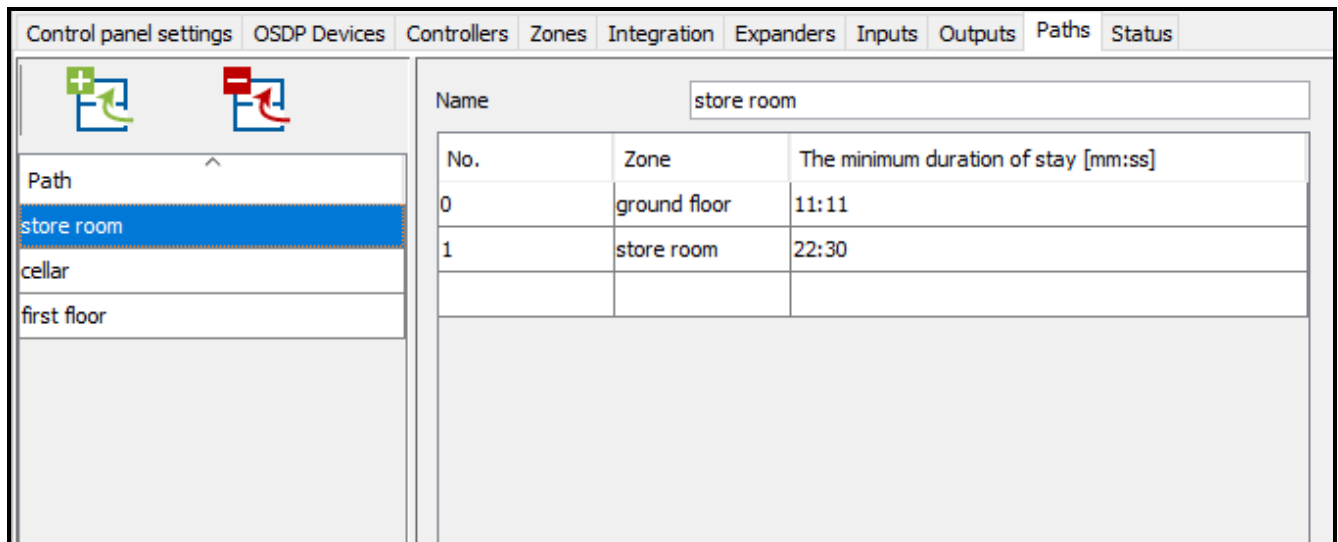 Control panel settings OSDP Devices Controllers Zones Integration Expanders Inputs Outputs Paths Status
Name store room
Path
store room
cellar
first floor
No. Zone The minimum duration of stay [mm:ss]
0 ground floor 11:11
1 store room 22:30